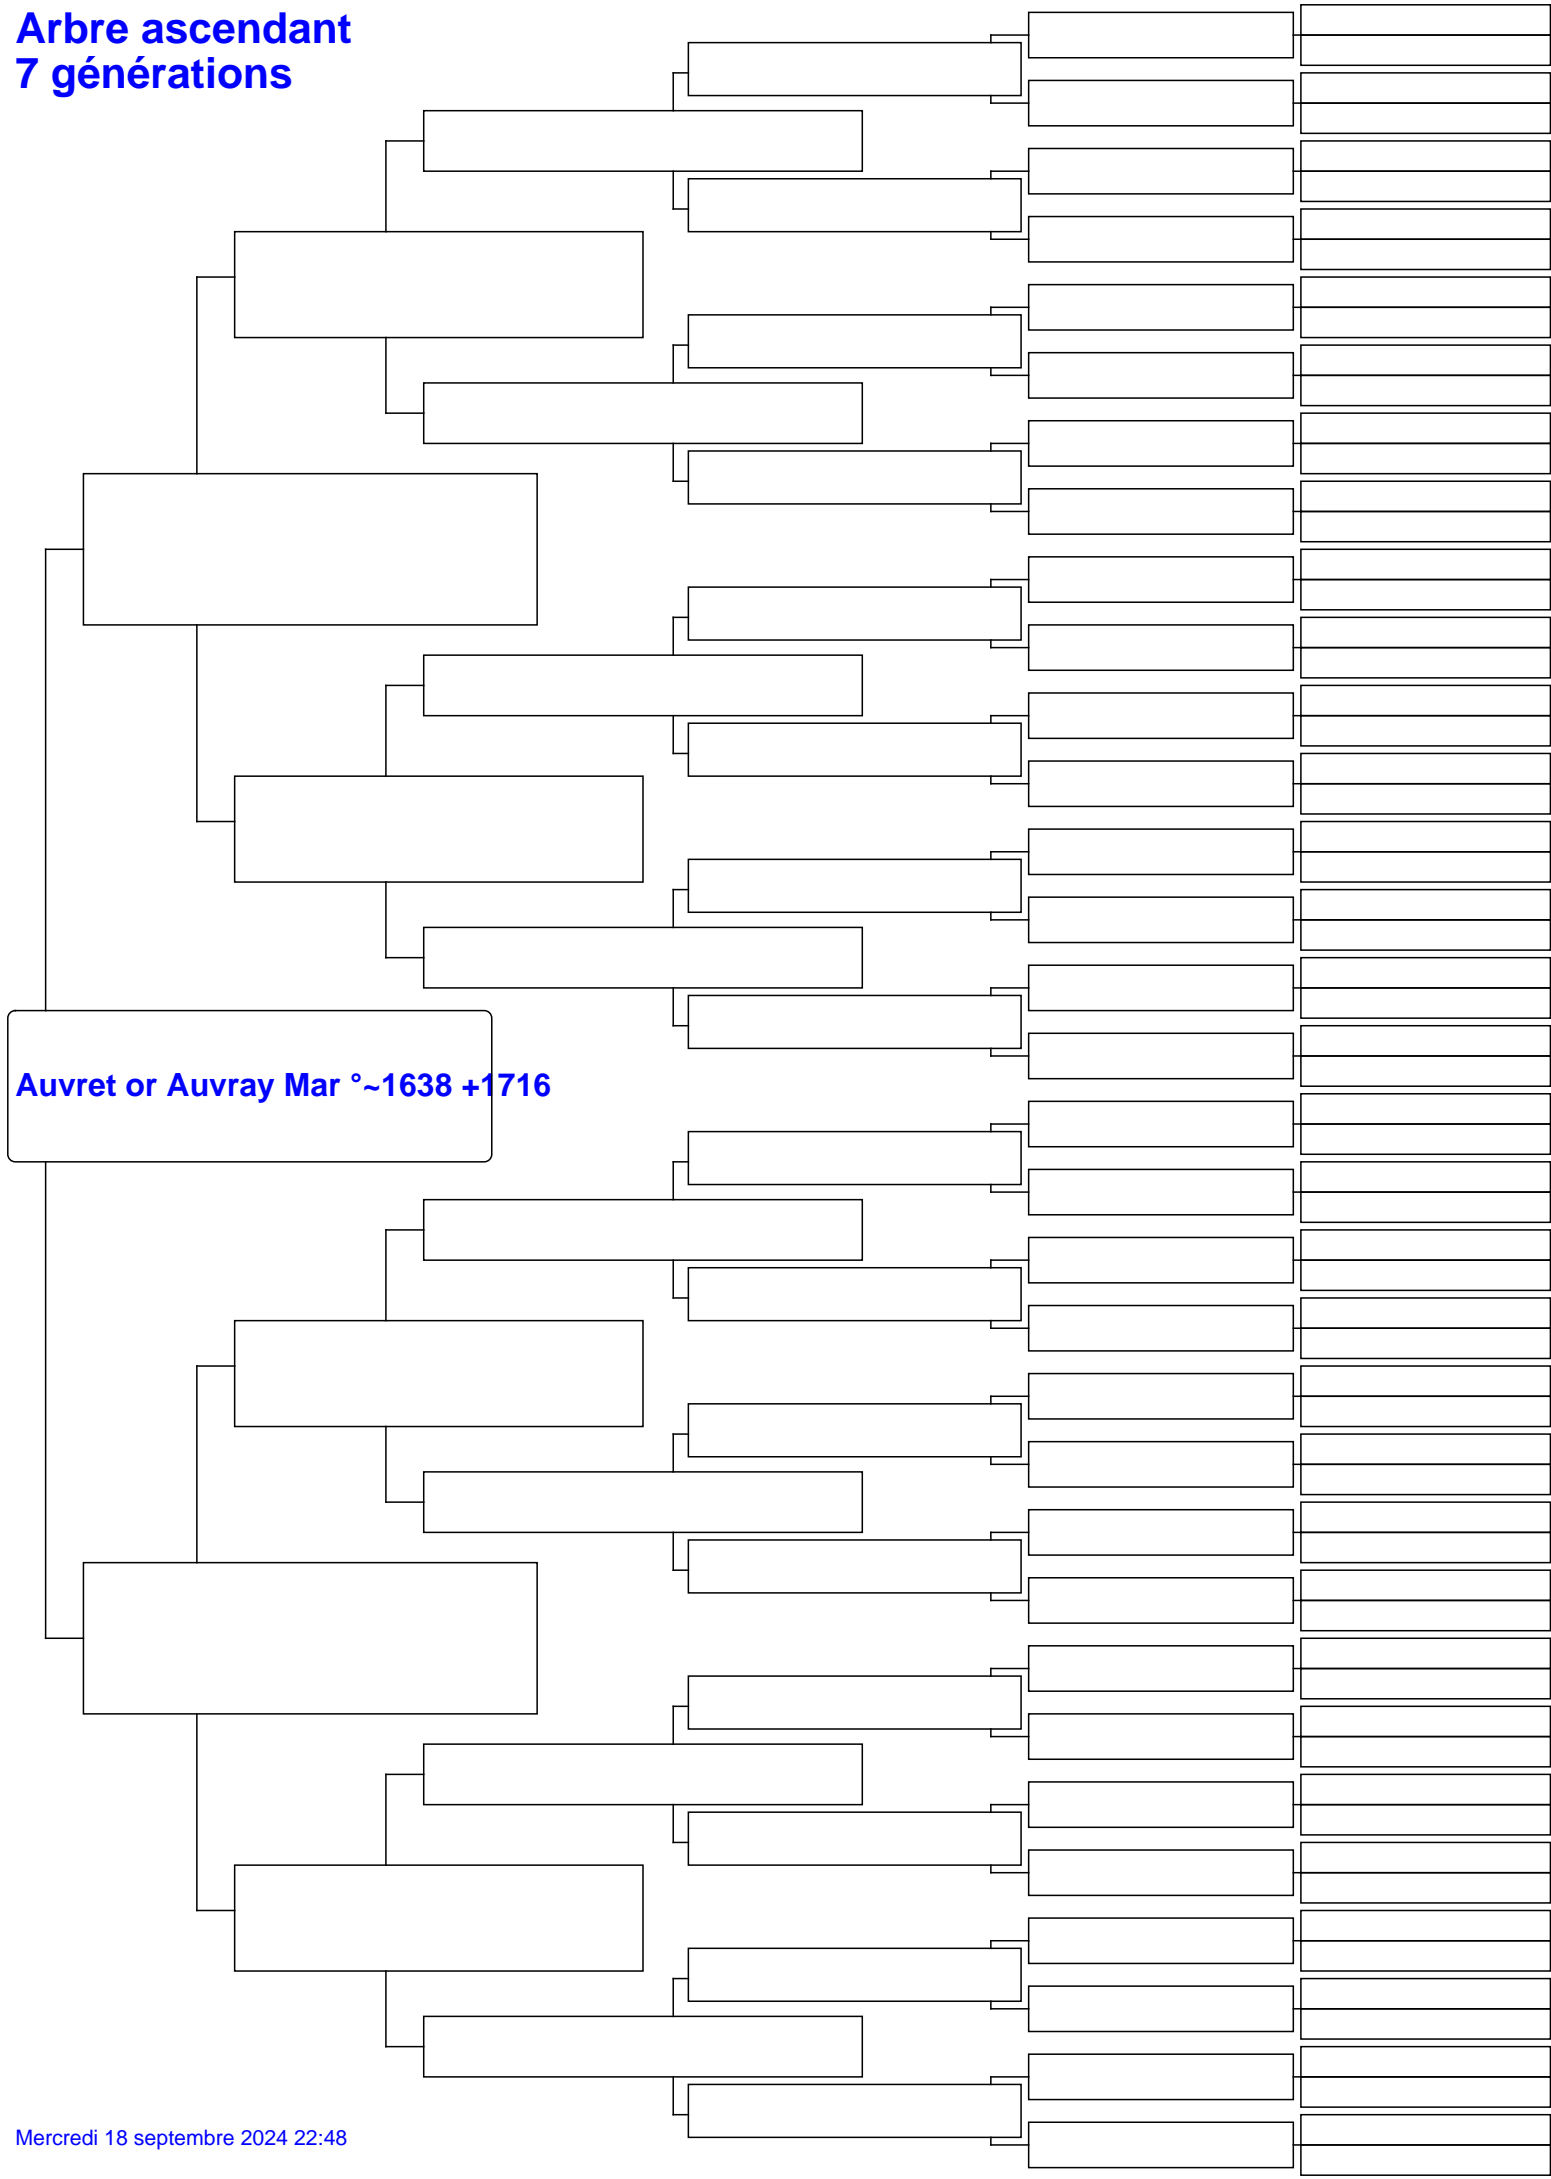 Arbre ascendant
7 générations
Auvret or Auvray Mar °~1638 +1716
Mercredi 18 septembre 2024 22:48